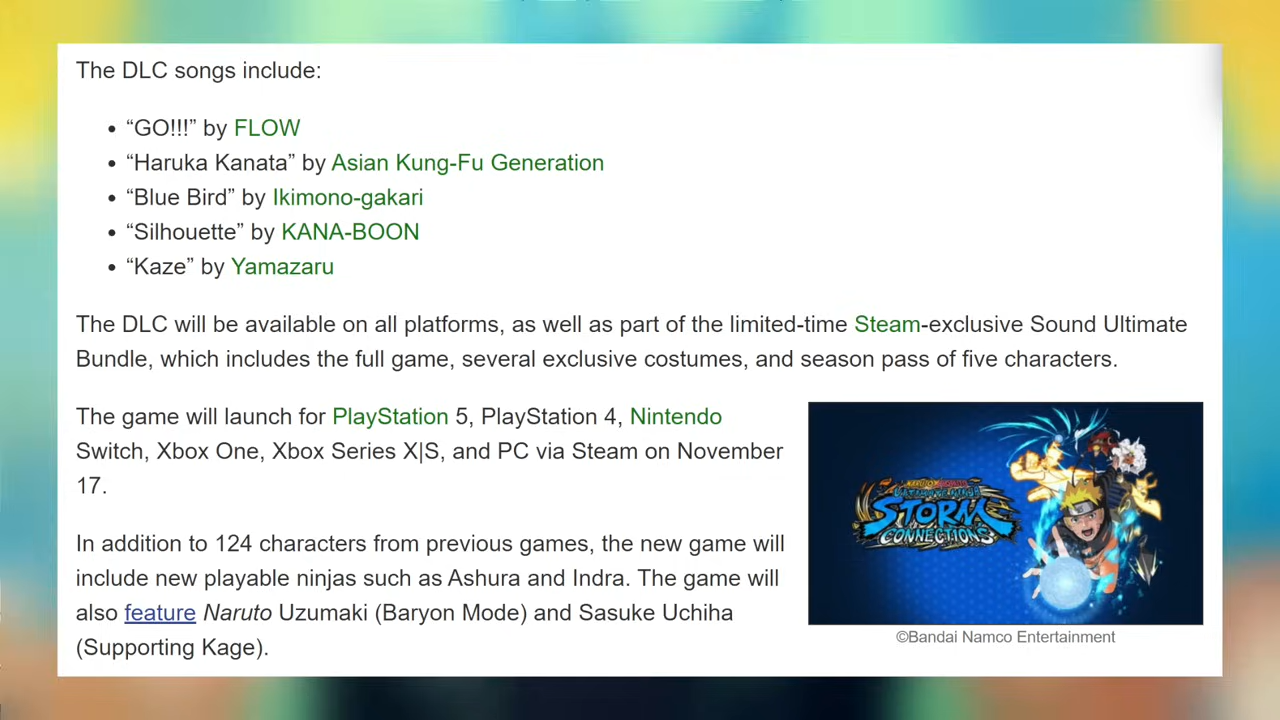 The DLC songs include:
• “GO!!!” by FLOW
• “Haruka Kanata” by Asian Kung-Fu Generation
• “Blue Bird” by Ikimono-gakari
• “Silhouette” by KANA-BOON
• “Kaze” by Yamazaru
The DLC will be available on all platforms, as well as part of the limited-time Steam-exclusive Sound Ultimate
Bundle, which includes the full game, several exclusive costumes, and season pass of five characters.
The game will launch for PlayStation 5, PlayStation 4, Nintendo
Switch, Xbox One, Xbox Series X|S, and PC via Steam on November
17.
In addition to 124 characters from previous games, the new game will
include new playable ninjas such as Ashura and Indra. The game will
also feature Naruto Uzumaki (Baryon Mode) and Sasuke Uchiha
(Supporting Kage).
NARUTO X BORUTO
ULTIMATE NINJA
STORM
CONNECTIONS
©Bandai Namco Entertainment